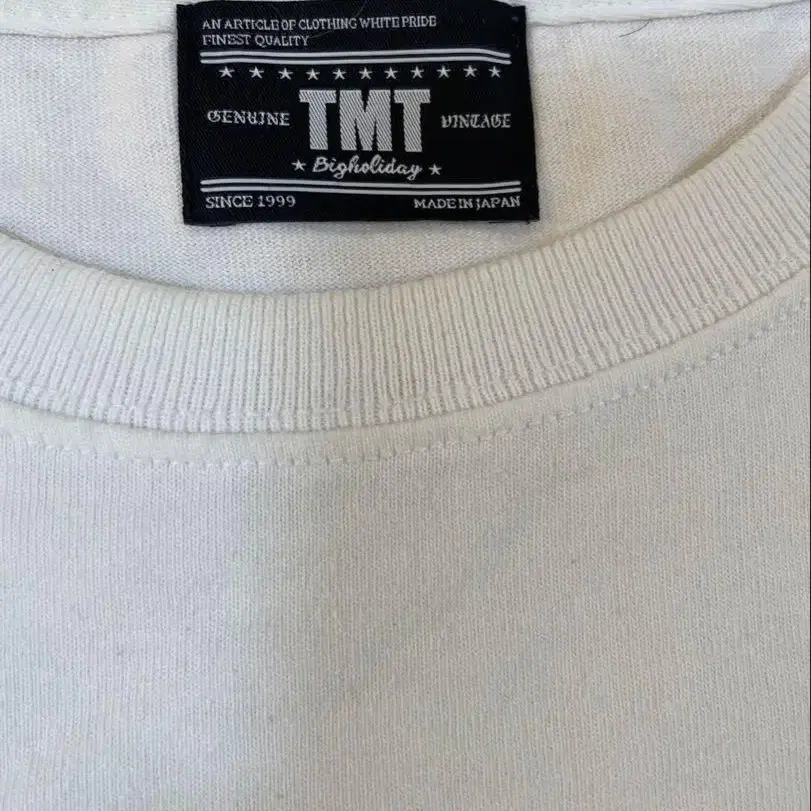 AN ARTICLE OF CLOTHING WHITE PRIDE
FINEST QUALITY
GENUINE TMT VINTAGE
Bigholiday
SINCE 1999 MADE IN JAPAN